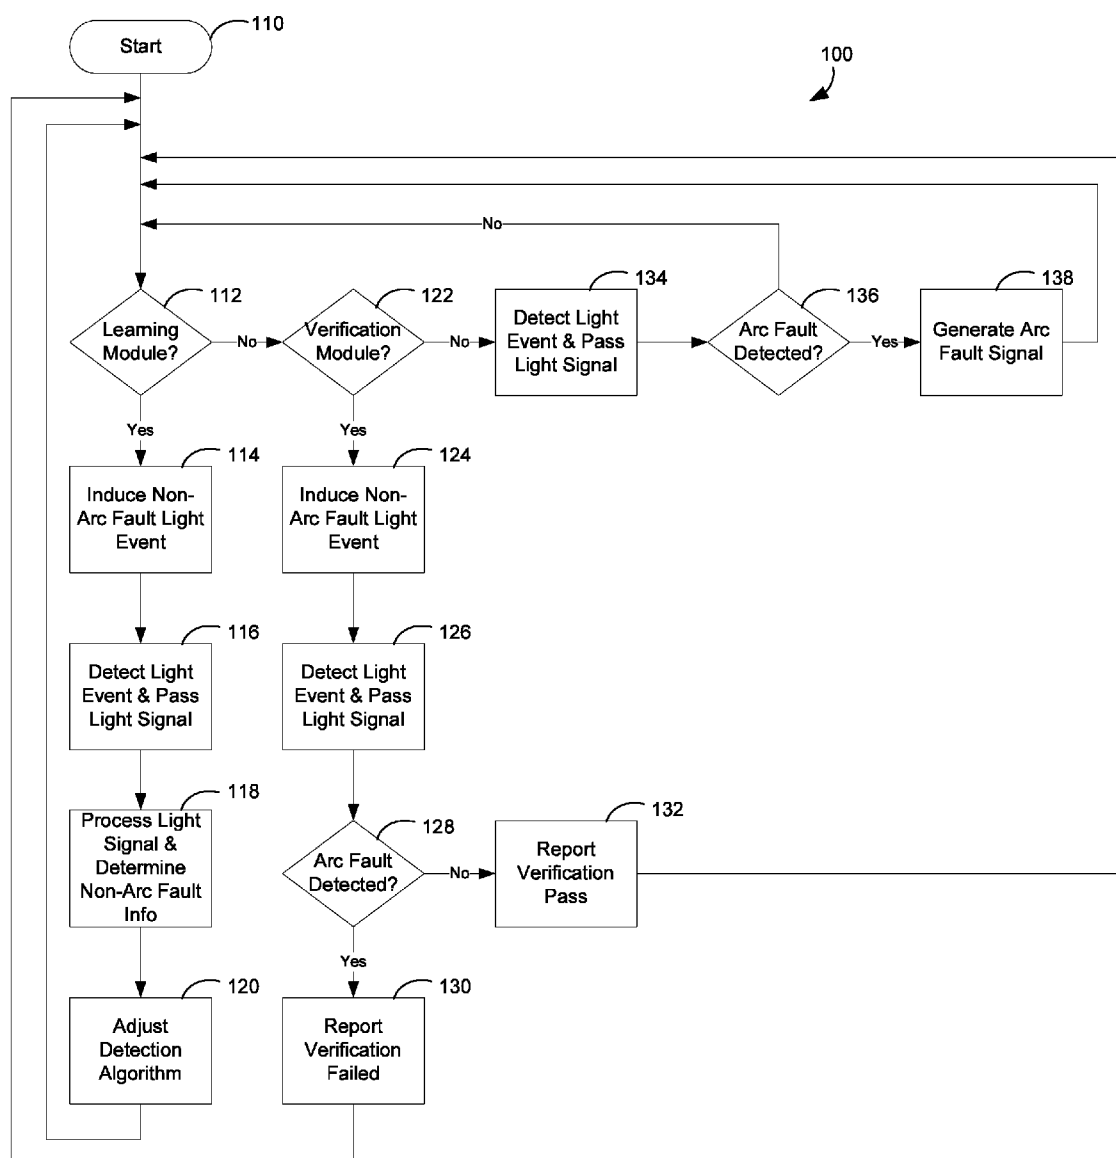 Start
110
100
No
Learning
Module?
112
No
Verification
Module?
122
No
Detect Light
Event & Pass
Light Signal
134
Arc Fault
Detected?
136
Yes
Generate Arc
Fault Signal
138
Yes
Yes
Induce Non-
Arc Fault Light
Event
114
Induce Non-
Arc Fault Light
Event
124
Detect Light
Event & Pass
Light Signal
116
Detect Light
Event & Pass
Light Signal
126
Process Light
Signal &
Determine
Non-Arc Fault
Info
118
Arc Fault
Detected?
128
No
Report
Verification
Pass
132
Yes
Adjust
Detection
Algorithm
120
Report
Verification
Failed
130